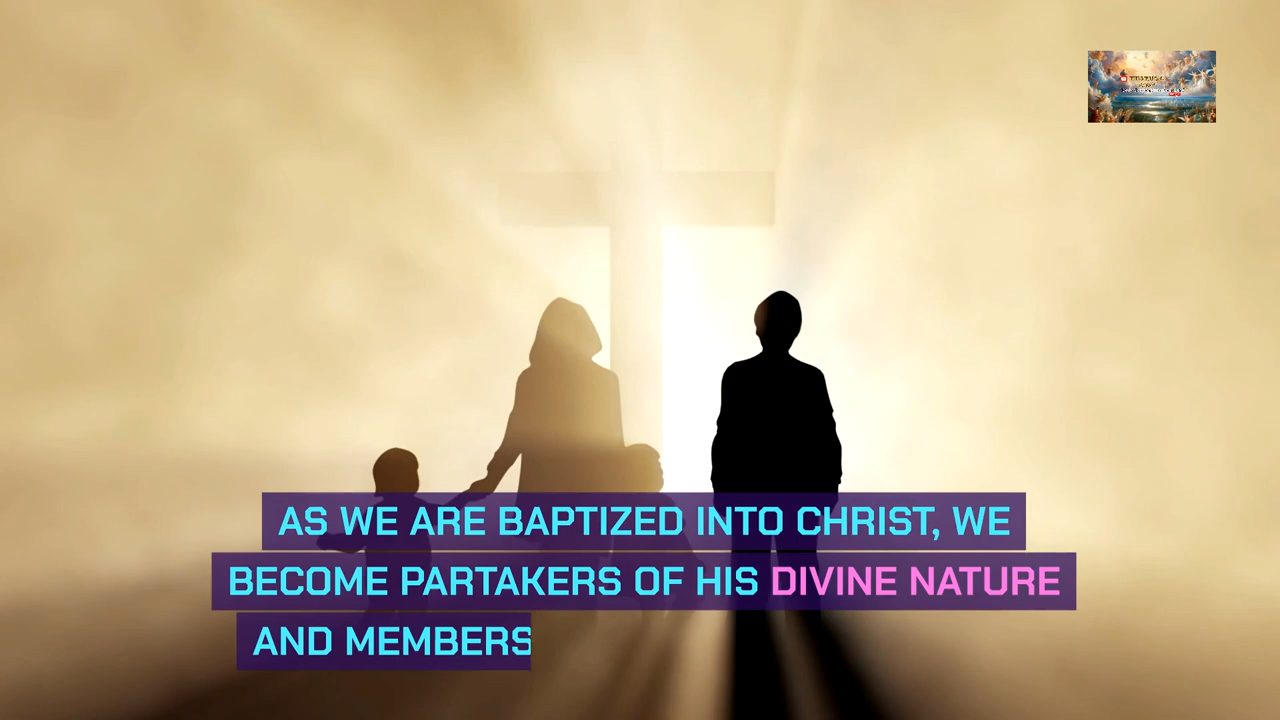 AS WE ARE BAPTIZED INTO CHRIST, WE
BECOME PARTAKERS OF HIS DIVINE NATURE
AND MEMBERS